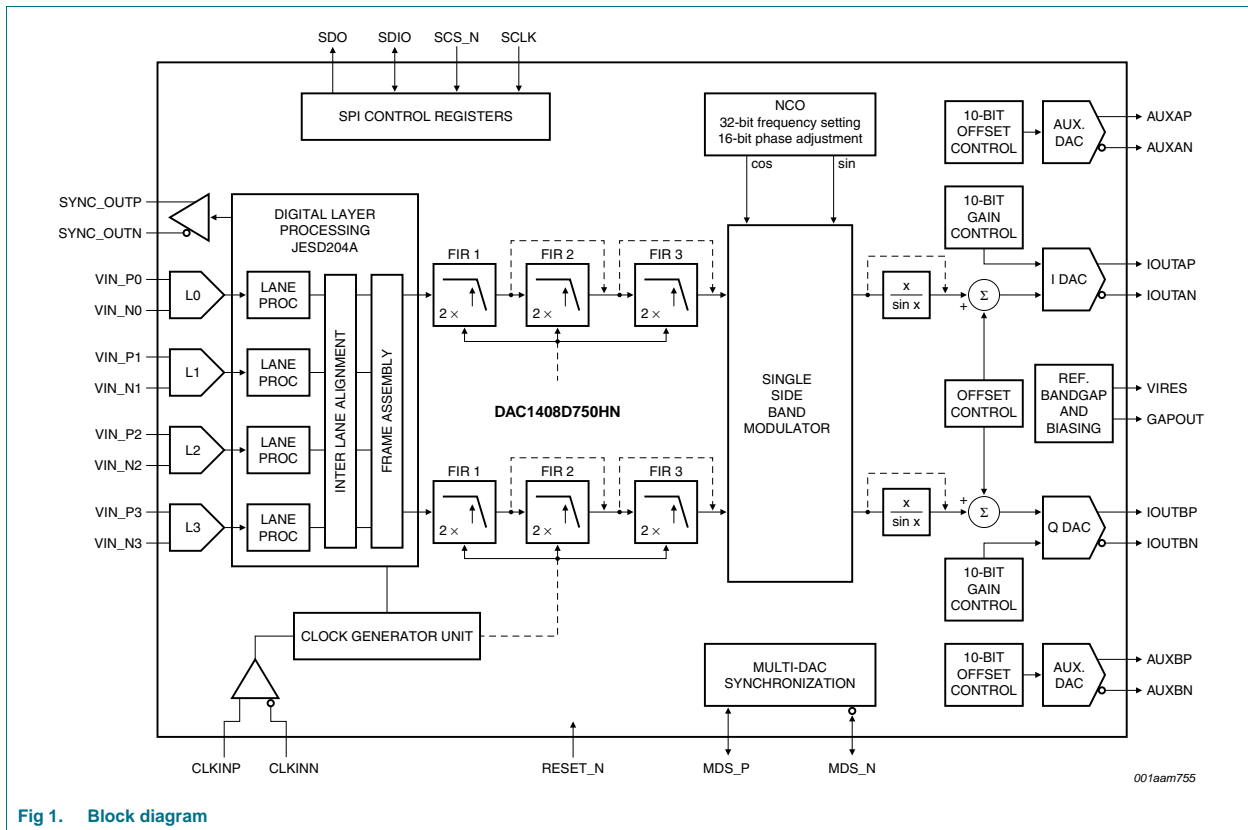 SDO
SDIO
SCS_N
SCLK
SPI CONTROL REGISTERS
NCO
32-bit frequency setting
16-bit phase adjustment
cos
sin
10-BIT
OFFSET
CONTROL
AUX.
DAC
AUXAP
AUXAN
SYNC_OUTP
SYNC_OUTN
DIGITAL LAYER
PROCESSING
JESD204A
10-BIT
GAIN
CONTROL
VIN_P0
VIN_N0
L0
LANE
PROC
FIR 1
2 ×
FIR 2
2 ×
FIR 3
2 ×
x
sin x
+
Σ
I DAC
IOUTAP
IOUTAN
VIN_P1
VIN_N1
L1
LANE
PROC
INTER LANE ALIGNMENT
FRAME ASSEMBLY
DAC1408D750HN
SINGLE
SIDE
BAND
MODULATOR
OFFSET
CONTROL
REF.
BANDGAP
AND
BIASING
VIRES
GAPOUT
VIN_P2
VIN_N2
L2
LANE
PROC
VIN_P3
VIN_N3
L3
LANE
PROC
FIR 1
2 ×
FIR 2
2 ×
FIR 3
2 ×
x
sin x
+
Σ
Q DAC
IOUTBP
IOUTBN
10-BIT
GAIN
CONTROL
CLOCK GENERATOR UNIT
MULTI-DAC
SYNCHRONIZATION
10-BIT
OFFSET
CONTROL
AUX.
DAC
AUXBP
AUXBN
CLKINP
CLKINN
RESET_N
MDS_P
MDS_N
001aam755
Fig 1. Block diagram